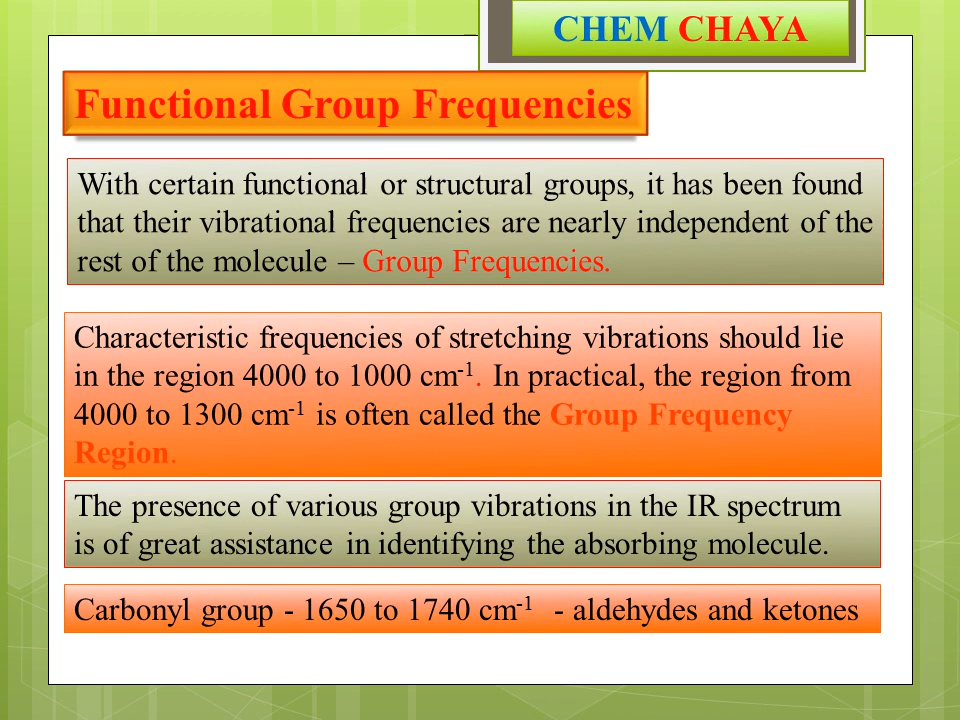 CHEM CHAYA
Functional Group Frequencies
With certain functional or structural groups, it has been found
that their vibrational frequencies are nearly independent of the
rest of the molecule – Group Frequencies.
Characteristic frequencies of stretching vibrations should lie
in the region 4000 to 1000 cm⁻¹. In practical, the region from
4000 to 1300 cm⁻¹ is often called the Group Frequency
Region.
The presence of various group vibrations in the IR spectrum
is of great assistance in identifying the absorbing molecule.
Carbonyl group - 1650 to 1740 cm⁻¹ - aldehydes and ketones